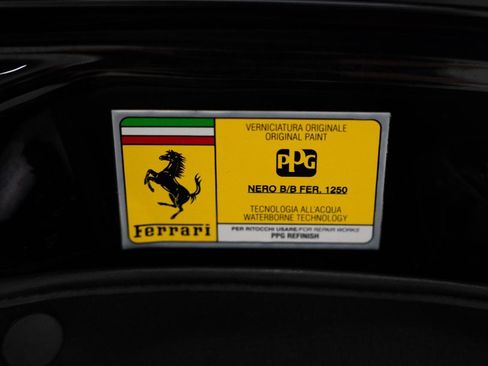 VERNICIATURA ORIGINALE
ORIGINAL PAINT
PPG
NERO B/B FER. 1250
TECNOLOGIA ALL'ACQUA
WATERBORNE TECHNOLOGY
PER RITOCCHI USARE/FOR REPAIR WORKS
PPG REFINISH
Ferrari